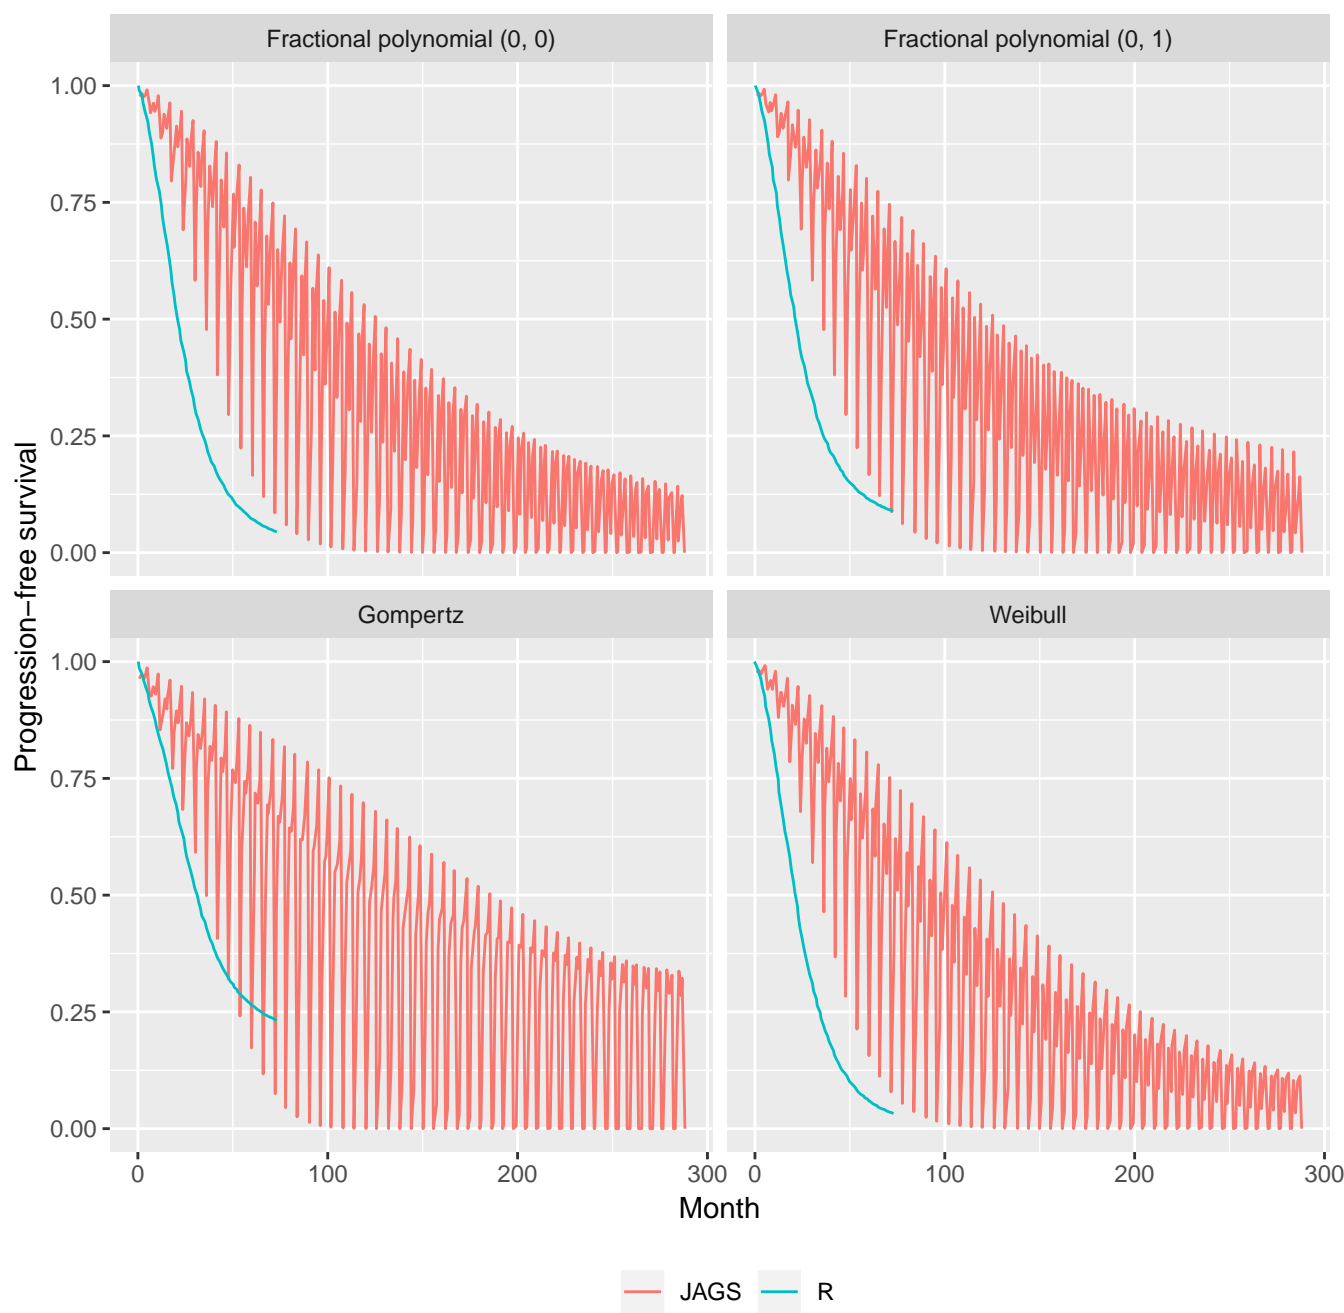 Fractional polynomial (0, 0)
Fractional polynomial (0, 1)
1.00
0.75
0.50
0.25
0.00
Gompertz
Weibull
1.00
0.75
0.50
0.25
0.00
Progression−free survival
0
100
200
300
0
100
200
300
Month
JAGS
R